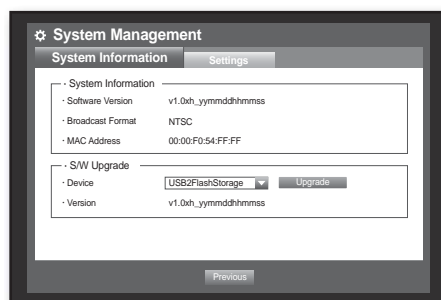 System Management
System Information
Settings
· System Information
· Software Version v1.0xh_yymmddhhmmss
· Broadcast Format NTSC
· MAC Address 00:00:F0:54:FF:FF
· S/W Upgrade
· Device USB2FlashStorage Upgrade
· Version v1.0xh_yymmddhhmmss
Previous